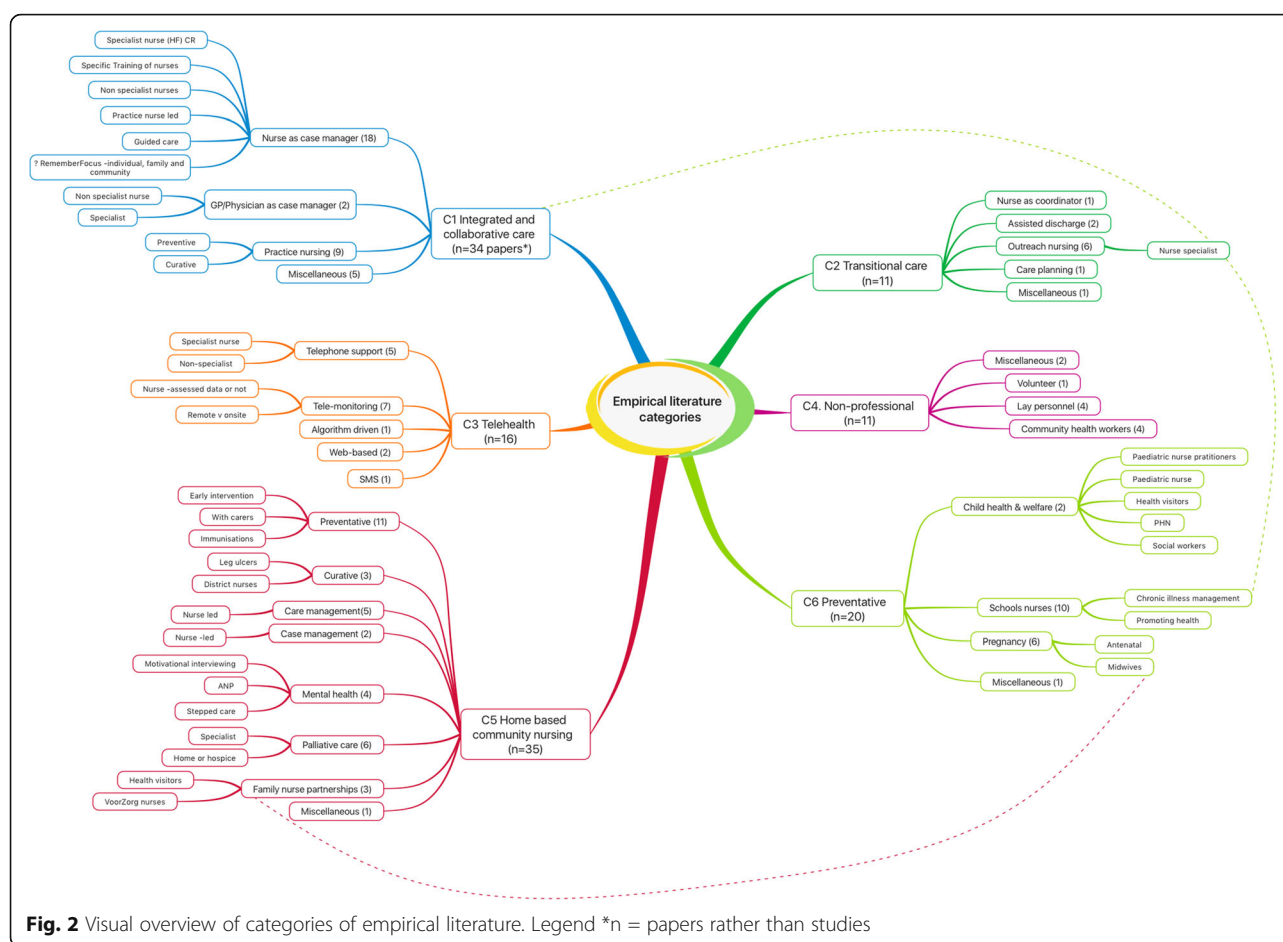 Specialist nurse (HF) CR
Specific Training of nurses
Non specialist nurses
Practice nurse led
Guided care
? RememberFocus -individual, family and
community
Nurse as case manager (18)
Non specialist nurse
Specialist
GP/Physician as case manager (2)
Preventive
Curative
Practice nursing (9)
Miscellaneous (5)
C1 Integrated and
collaborative care
(n=34 papers*)
Specialist nurse
Non-specialist
Telephone support (5)
Nurse -assessed data or not
Remote v onsite
Tele-monitoring (7)
Algorithm driven (1)
Web-based (2)
SMS (1)
C3 Telehealth
(n=16)
Early intervention
With carers
Immunisations
Preventative (11)
Leg ulcers
District nurses
Curative (3)
Nurse led
Care management(5)
Nurse -led
Case management (2)
Motivational interviewing
ANP
Stepped care
Mental health (4)
Specialist
Home or hospice
Palliative care (6)
Health visitors
VoorZorg nurses
Family nurse partnerships (3)
Miscellaneous (1)
C5 Home based
community nursing
(n=35)
Empirical literature
categories
C2 Transitional care
(n=11)
Nurse as coordinator (1)
Assisted discharge (2)
Outreach nursing (6)
Nurse specialist
Care planning (1)
Miscellaneous (1)
C4. Non-professional
(n=11)
Miscellaneous (2)
Volunteer (1)
Lay personnel (4)
Community health workers (4)
C6 Preventative
(n=20)
Child health & welfare (2)
Paediatric nurse pratitioners
Paediatric nurse
Health visitors
PHN
Social workers
Schools nurses (10)
Chronic illness management
Promoting health
Pregnancy (6)
Antenatal
Midwives
Miscellaneous (1)
Fig. 2 Visual overview of categories of empirical literature. Legend *n = papers rather than studies